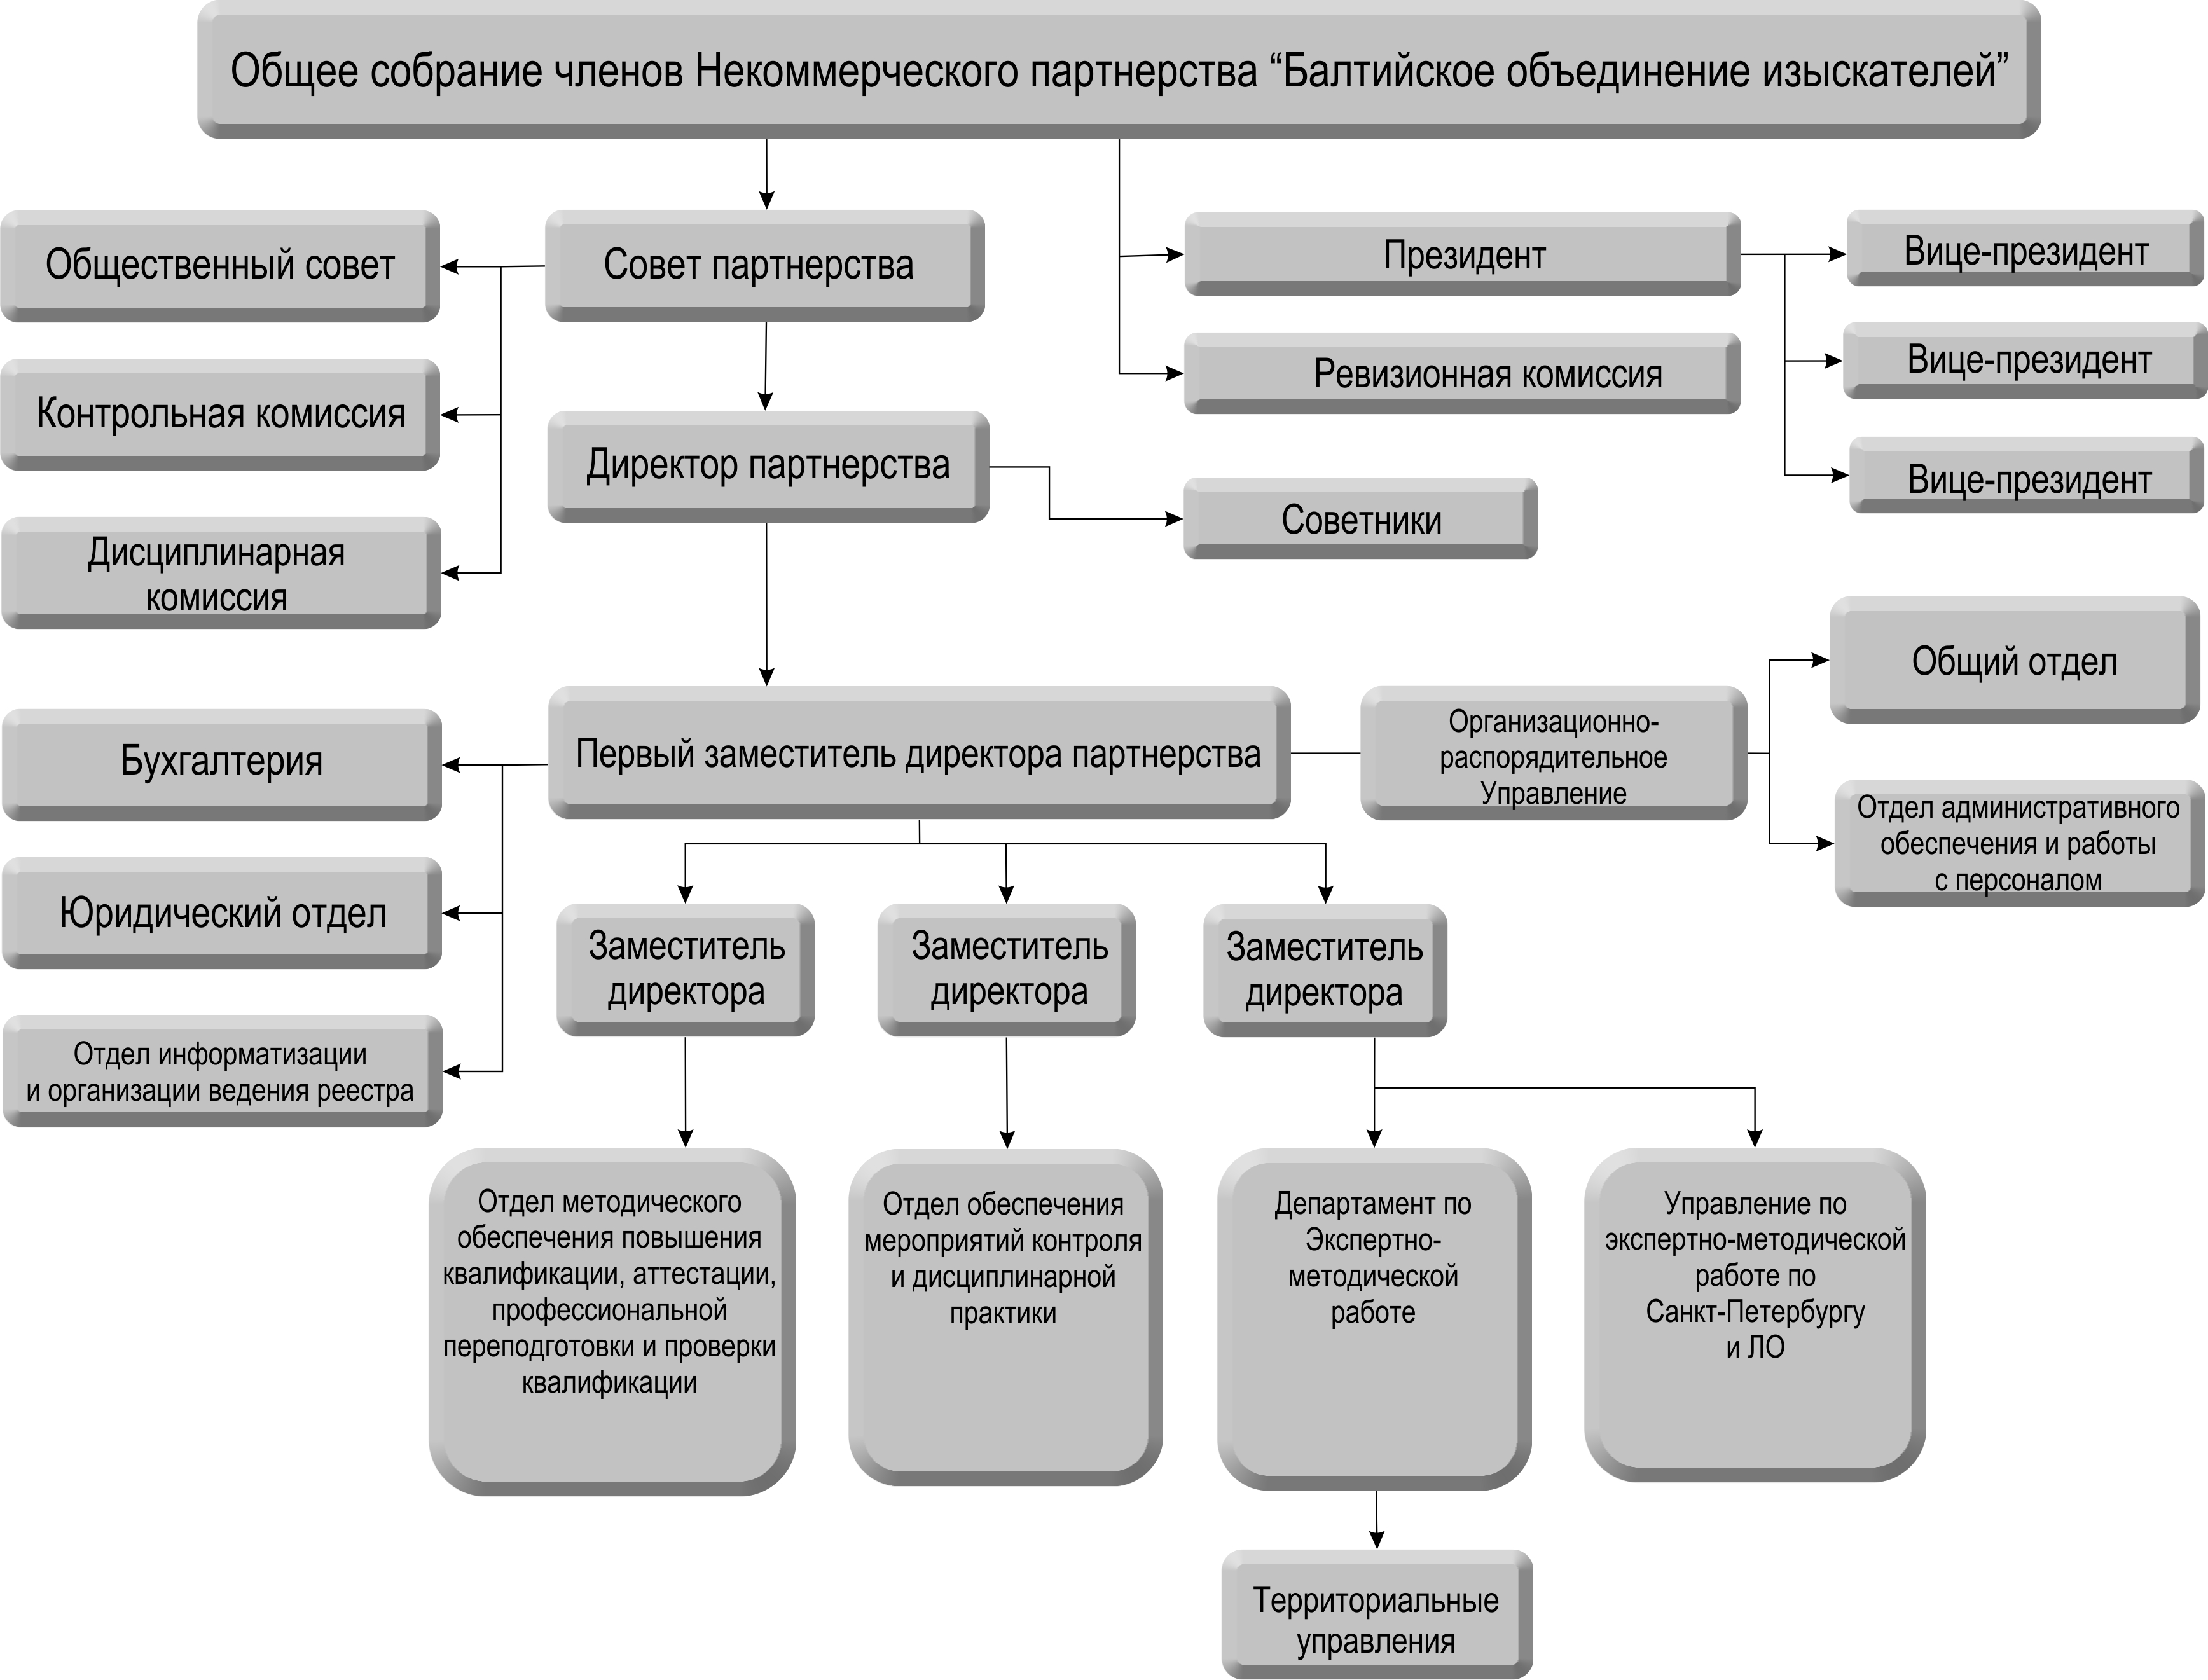 Общее собрание членов Некоммерческого партнерства “Балтийское объединение изыскателей”
Общественный совет
Совет партнерства
Президент
Вице-президент
Вице-президент
Ревизионная комиссия
Контрольная комиссия
Директор партнерства
Вице-президент
Советники
Дисциплинарная
комиссия
Общий отдел
Бухгалтерия
Первый заместитель директора партнерства
Организационно-
распорядительное
Управление
Отдел административного
обеспечения и работы
с персоналом
Юридический отдел
Заместитель
директора
Заместитель
директора
Заместитель
директора
Отдел информатизации
и организации ведения реестра
Отдел методического
обеспечения повышения
квалификации, аттестации,
профессиональной
переподготовки и проверки
квалификации
Отдел обеспечения
мероприятий контроля
и дисциплинарной
практики
Департамент по
Экспертно-
методической
работе
Управление по
экспертно-методической
работе по
Санкт-Петербургу
и ЛО
Территориальные
управления